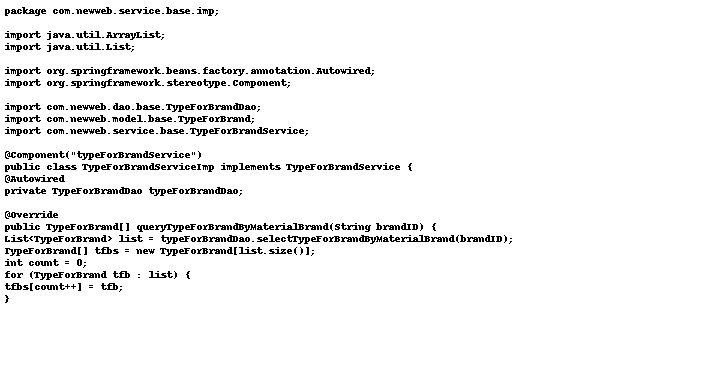 package com.newweb.service.base.imp;

import java.util.ArrayList;
import java.util.List;

import org.springframework.beans.factory.annotation.Autowired;
import org.springframework.stereotype.Component;

import com.newweb.dao.base.TypeForBrandDao;
import com.newweb.model.base.TypeForBrand;
import com.newweb.service.base.TypeForBrandService;

@Component("typeForBrandService")
public class TypeForBrandServiceImp implements TypeForBrandService {
@Autowired
private TypeForBrandDao typeForBrandDao;

@Override
public TypeForBrand[] queryTypeForBrandByMaterialBrand(String brandID) {
List<TypeForBrand> list = typeForBrandDao.selectTypeForBrandByMaterialBrand(brandID);
TypeForBrand[] tfbs = new TypeForBrand[list.size()];
int count = 0;
for (TypeForBrand tfb : list) {
tfbs[count++] = tfb;
}